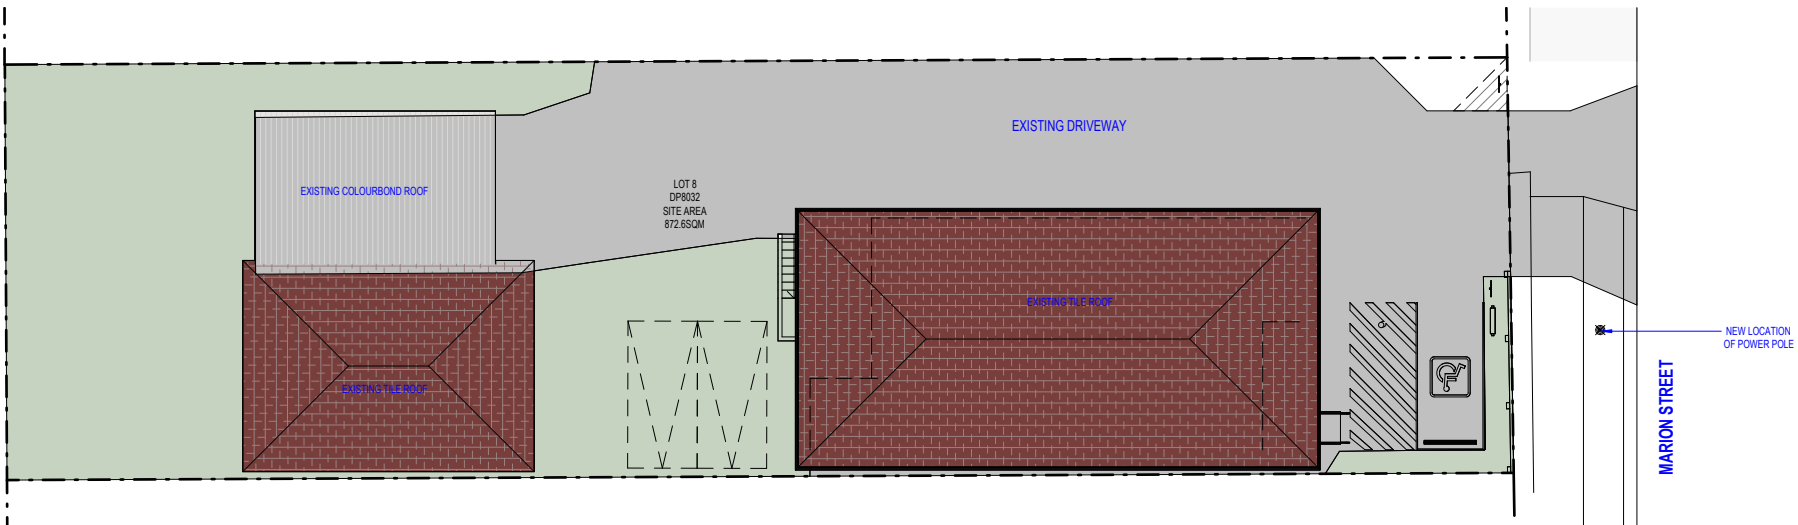 EXISTING DRIVEWAY
EXISTING COLOURBOND ROOF
LOT 8
DP8032
SITE AREA
872.6SQM
EXISTING TILE ROOF
EXISTING TILE ROOF
NEW LOCATION
OF POWER POLE
MARION STREET